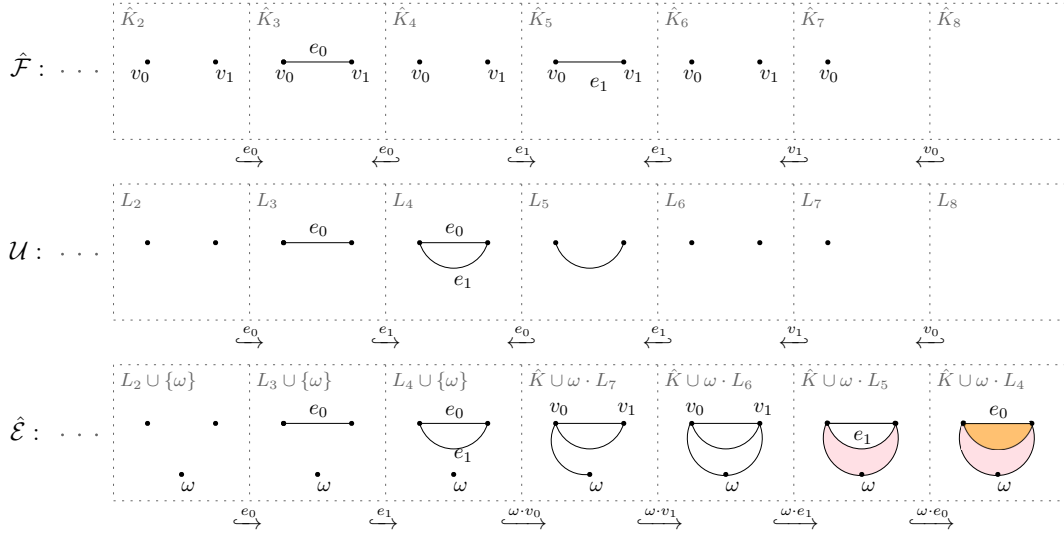 K̂₂ K̂₃ K̂₄ K̂₅ K̂₆ K̂₇ K̂₈
e₀
F̂ : · · ·
v₀ v₁ v₀ v₁ v₀ v₁ v₀ e₁ v₁ v₀ v₁ v₀
e₀ e₀ e₁ e₁ v₁ v₀
L₂ L₃ L₄ L₅ L₆ L₇ L₈
e₀ e₀
U : · · ·
e₁
e₀ e₁ e₀ e₁ v₁ v₀
L₂ ∪ {ω} L₃ ∪ {ω} L₄ ∪ {ω} K̂ ∪ ω · L₇ K̂ ∪ ω · L₆ K̂ ∪ ω · L₅ K̂ ∪ ω · L₄
e₀ e₀ v₀ v₁ v₀ v₁ e₀
Ê : · · ·
e₁ e₁
ω ω ω ω ω ω ω
e₀ e₁ ω·v₀ ω·v₁ ω·e₁ ω·e₀